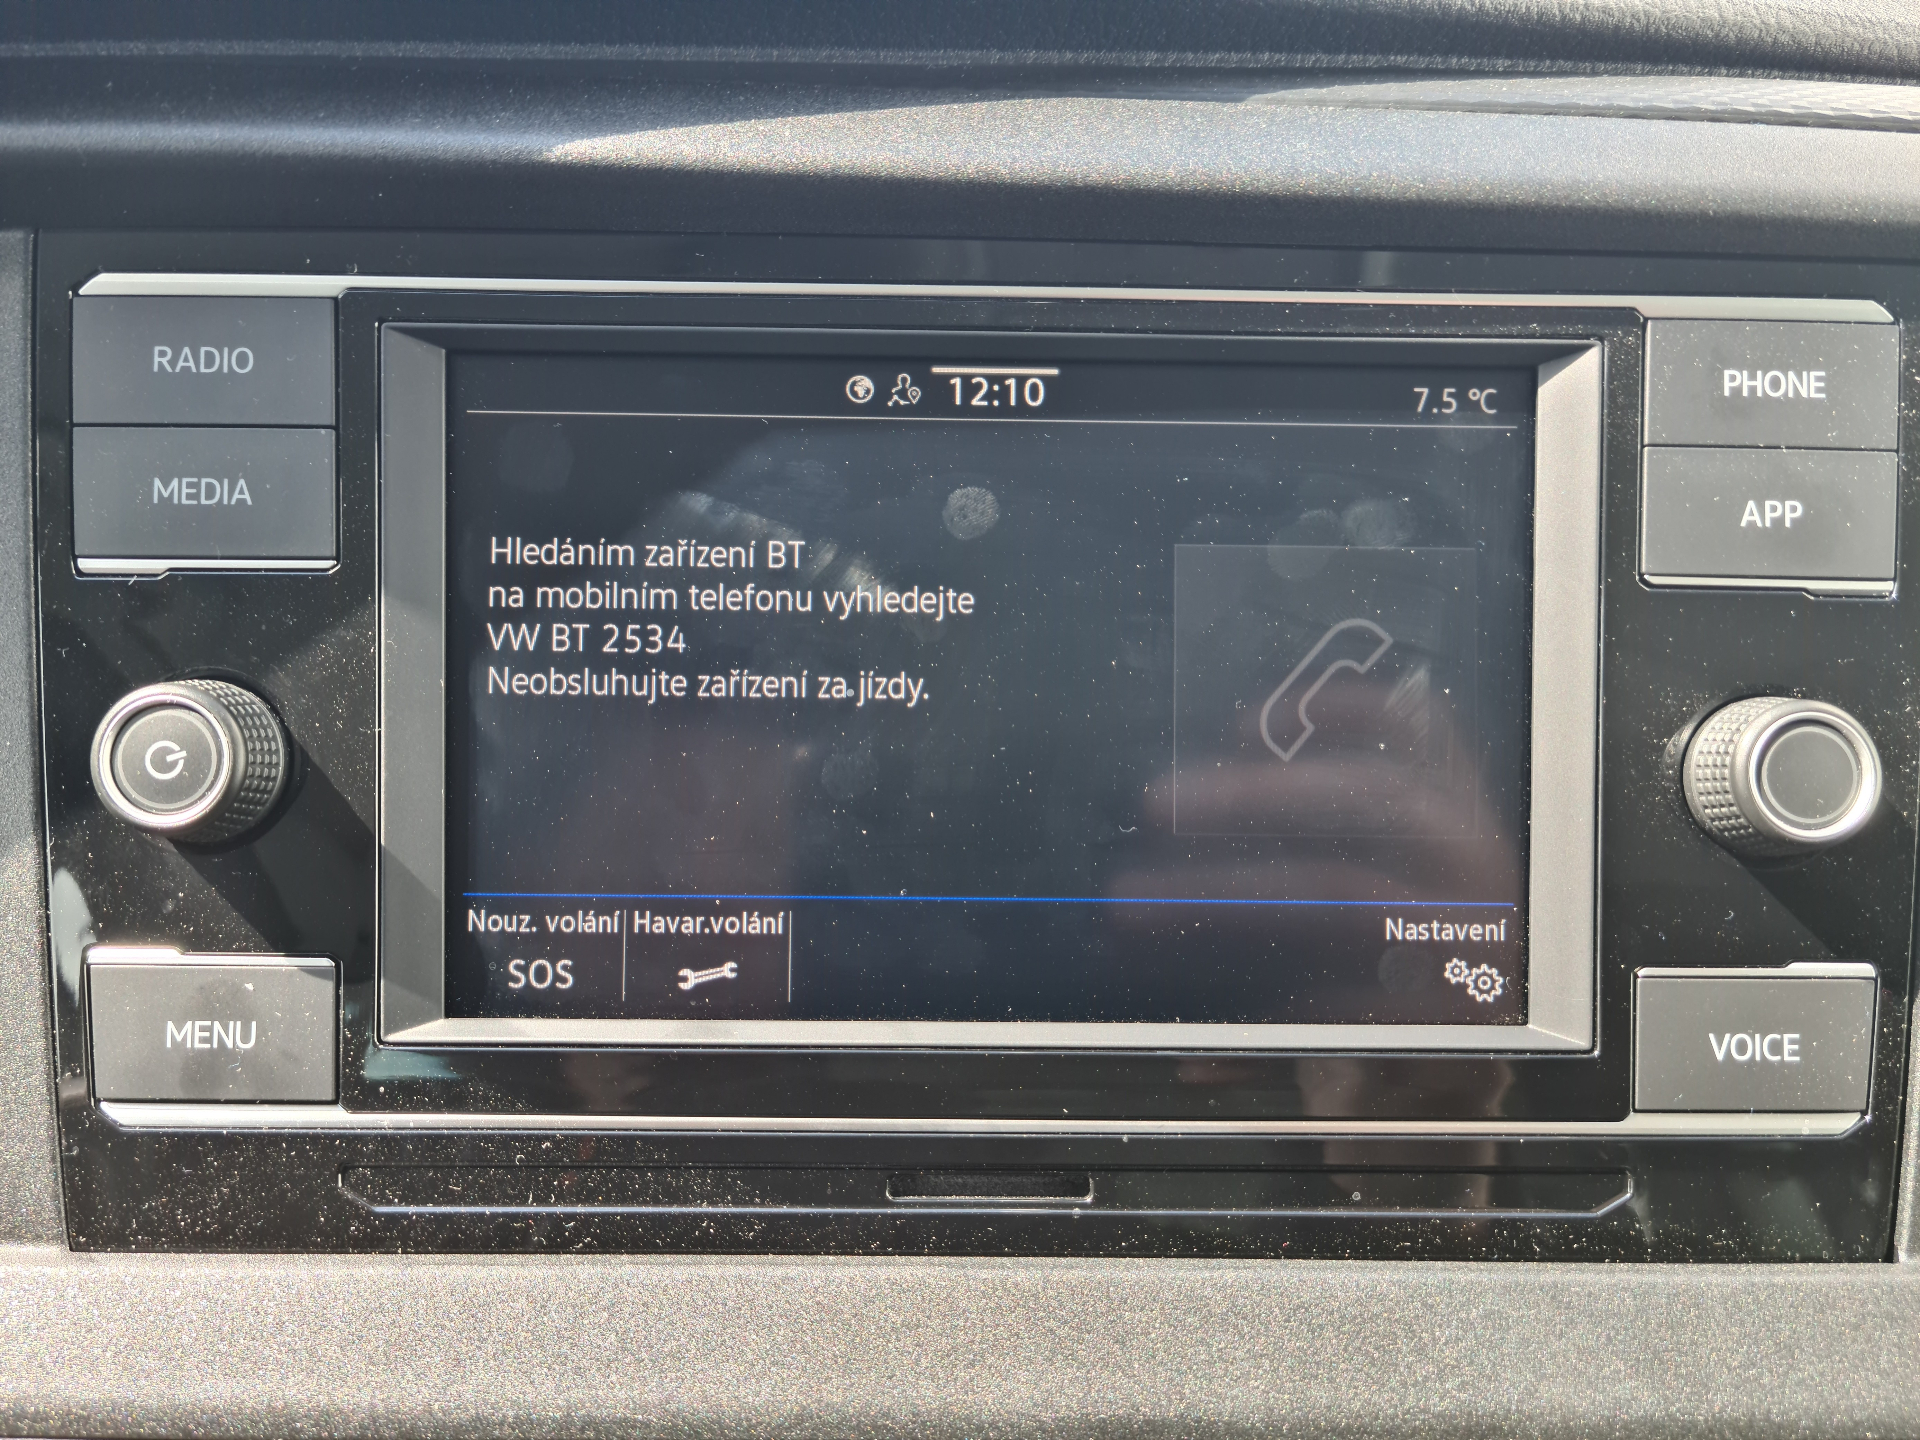 RADIO
MEDIA
MENU
12:10
7.5 °C
Hledáním zařízení BT
na mobilním telefonu vyhledejte
VW BT 2534
Neobsluhujte zařízení za jízdy.
Nouz. volání
SOS
Havar.volání
Nastavení
PHONE
APP
VOICE